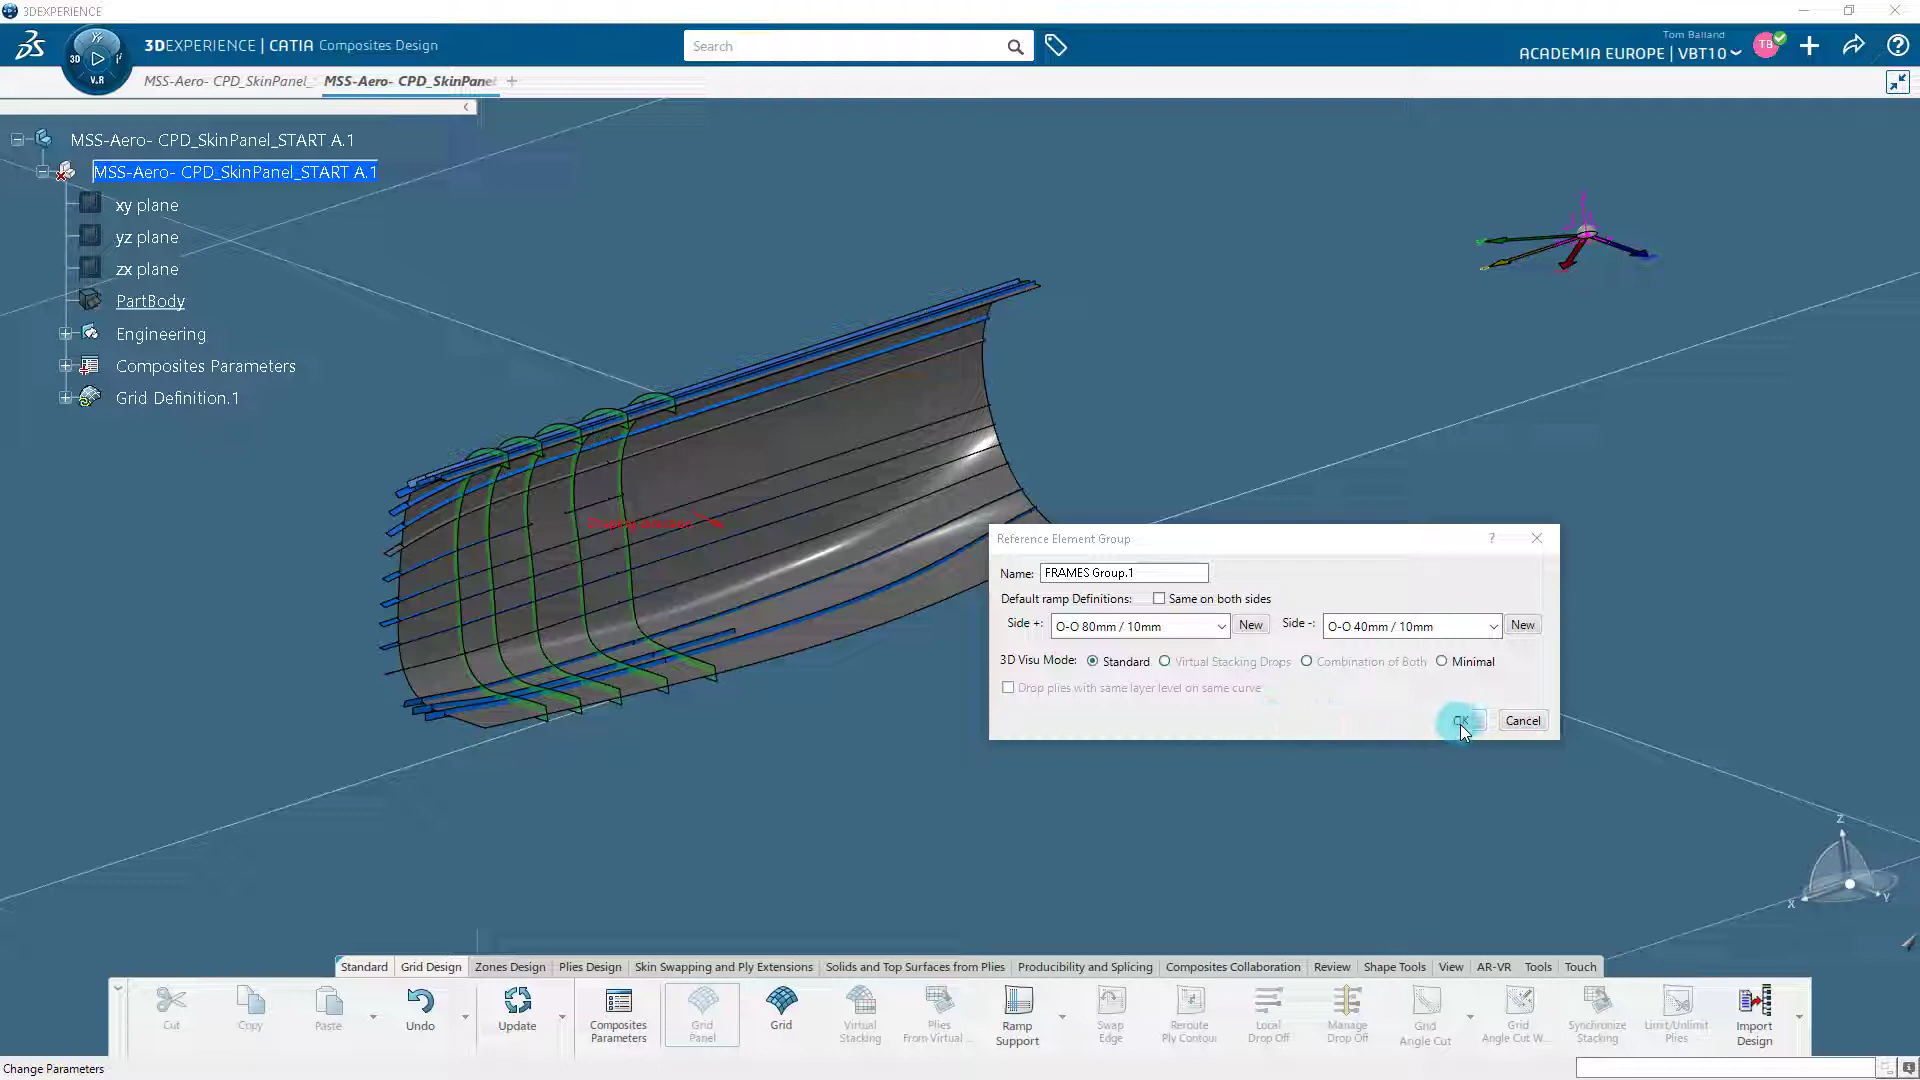 3DEXPERIENCE
3DEXPERIENCE | CATIA Composites Design
Search
Tom Balland
ACADEMIA EUROPE | VBT10
TB
3D
V.R
MSS-Aero- CPD_SkinPanel_
MSS-Aero- CPD_SkinPanel
MSS-Aero- CPD_SkinPanel_START A.1
MSS-Aero- CPD_SkinPanel_START A.1
xy plane
yz plane
zx plane
PartBody
Engineering
Composites Parameters
Grid Definition.1
Draping direction
Reference Element Group
Name: FRAMES Group.1
Default ramp Definitions: Same on both sides
Side +: O-O 80mm / 10mm New Side -: O-O 40mm / 10mm New
3D Visu Mode: Standard Virtual Stacking Drops Combination of Both Minimal
Drop plies with same layer level on same curve
OK Cancel
Z
X Y
Standard Grid Design Zones Design Plies Design Skin Swapping and Ply Extensions Solids and Top Surfaces from Plies Producibility and Splicing Composites Collaboration Review Shape Tools View AR-VR Tools Touch
Cut Copy Paste Undo Update Composites Parameters Grid Panel Grid Virtual Stacking Plies From Virtual ... Ramp Support Swap Edge Reroute Ply Contour Local Drop Off Manage Drop Off Grid Angle Cut Grid Angle Cut W... Synchronize Stacking Limit/Unlimit Plies Import Design
Change Parameters